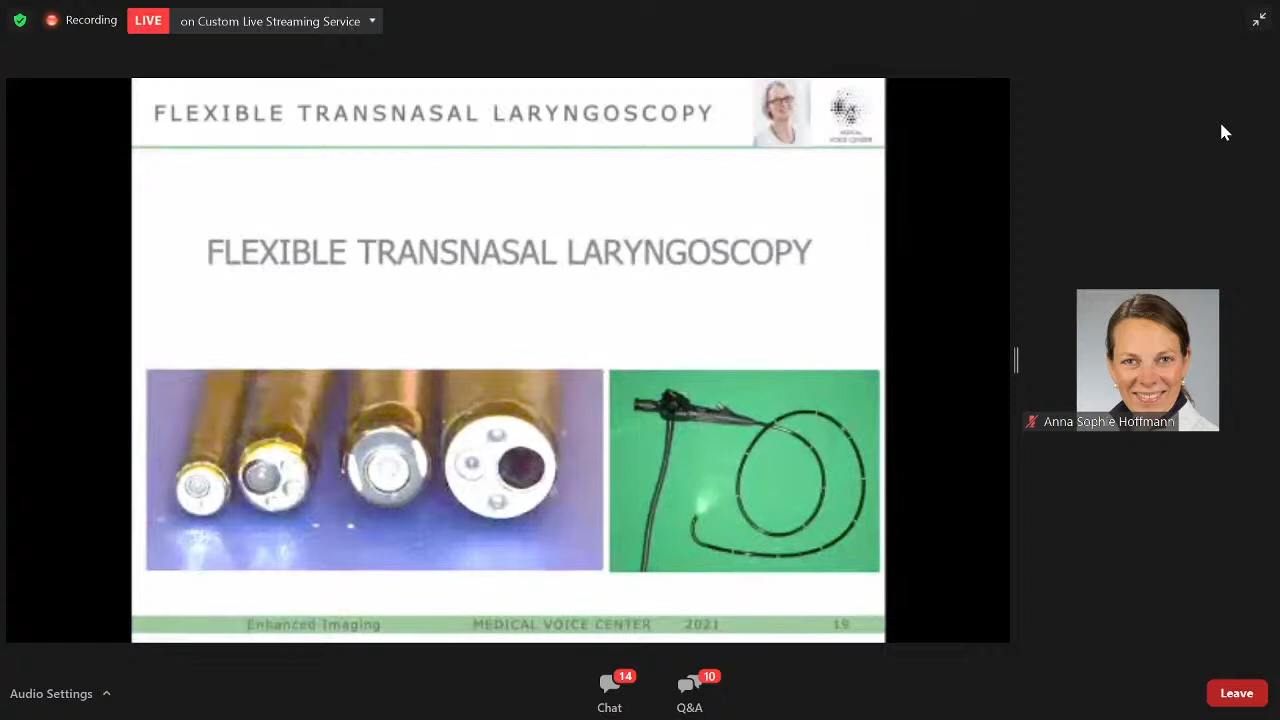 Recording
LIVE
on Custom Live Streaming Service
FLEXIBLE TRANSNASAL LARYNGOSCOPY
MEDICAL
VOICE CENTER
FLEXIBLE TRANSNASAL LARYNGOSCOPY
Anna Sophie Hoffmann
Enhanced Imaging MEDICAL VOICE CENTER 2021 19
Audio Settings
14
Chat
10
Q&A
Leave